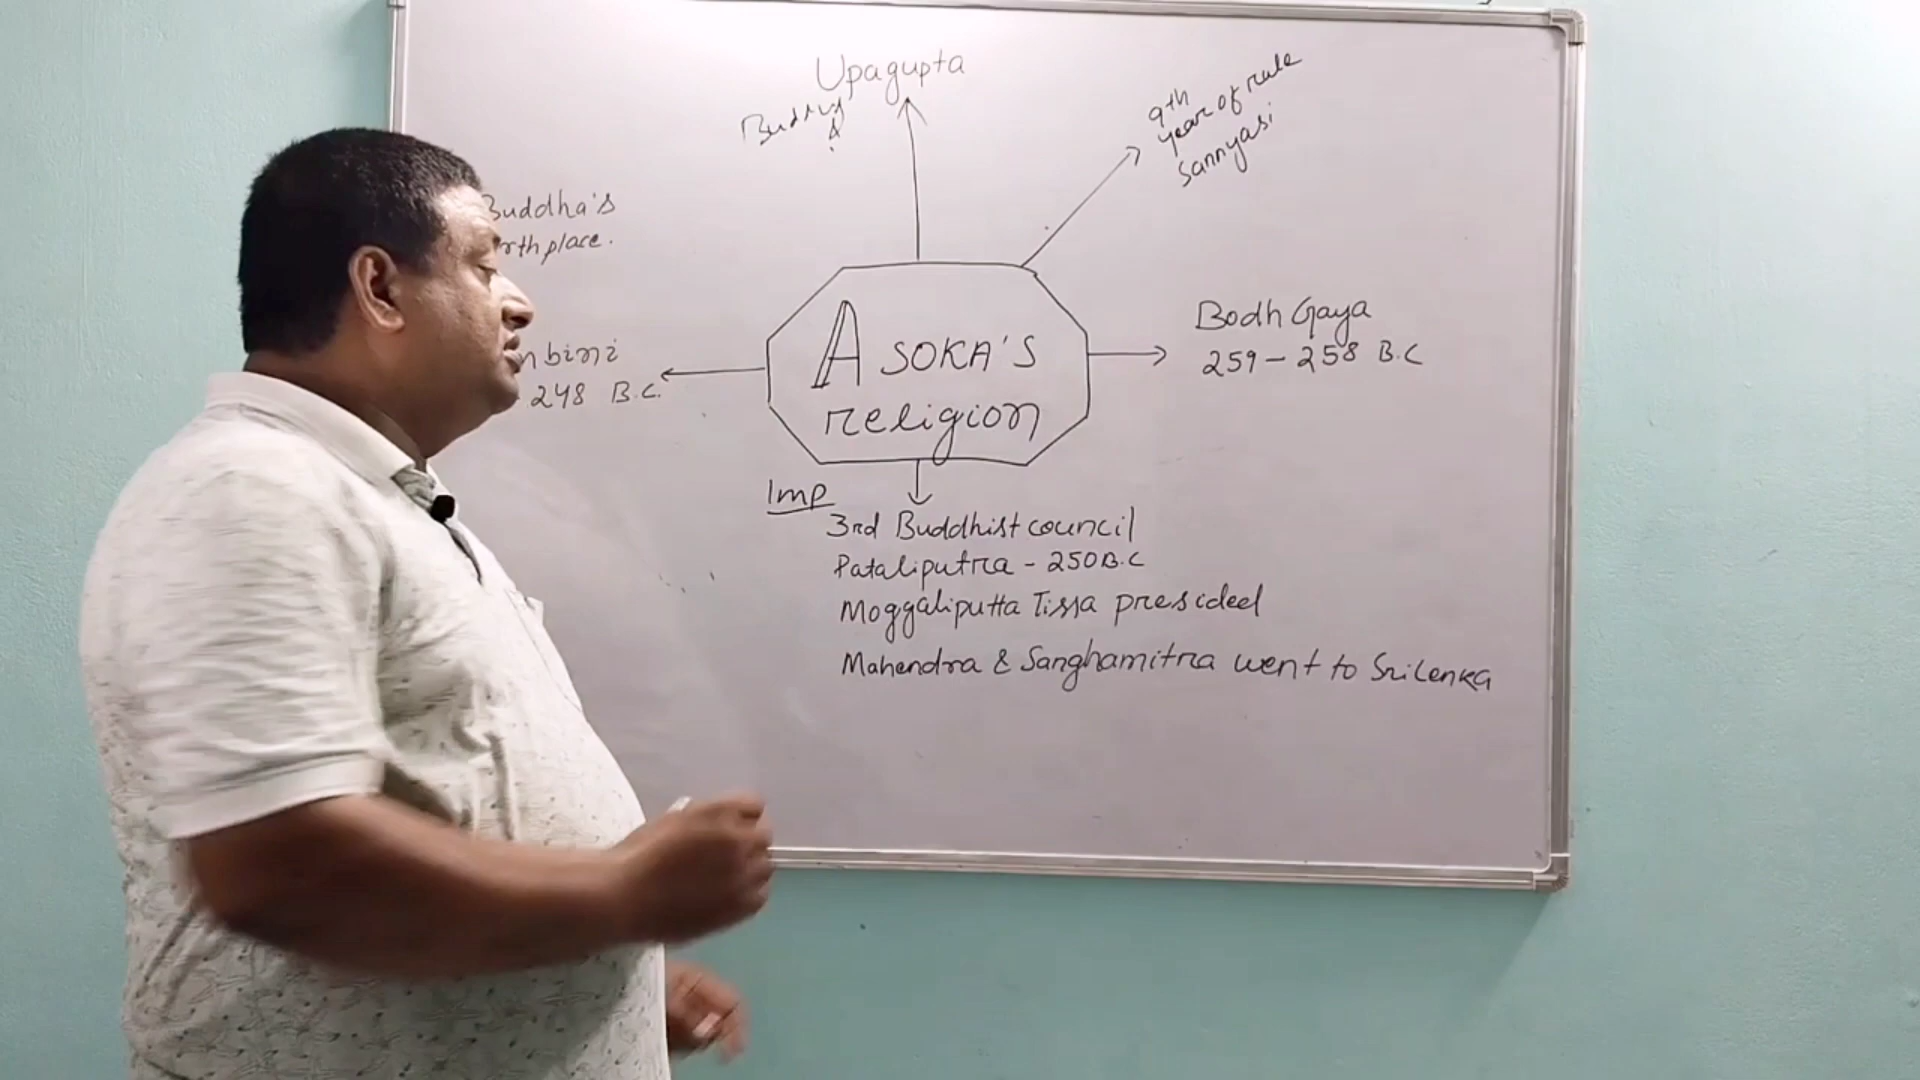 Upagupta
9th
year of rule
Sannyasi
Buddha's
place.
Bodh Gaya
259-258 B.C
248 B.C.
ASOKA'S
religion
Imp
3rd Buddhist council
Pataliputra - 250B.C
Moggaliputta Tissa presided
Mahendra & Sanghamitra went to Srilenka